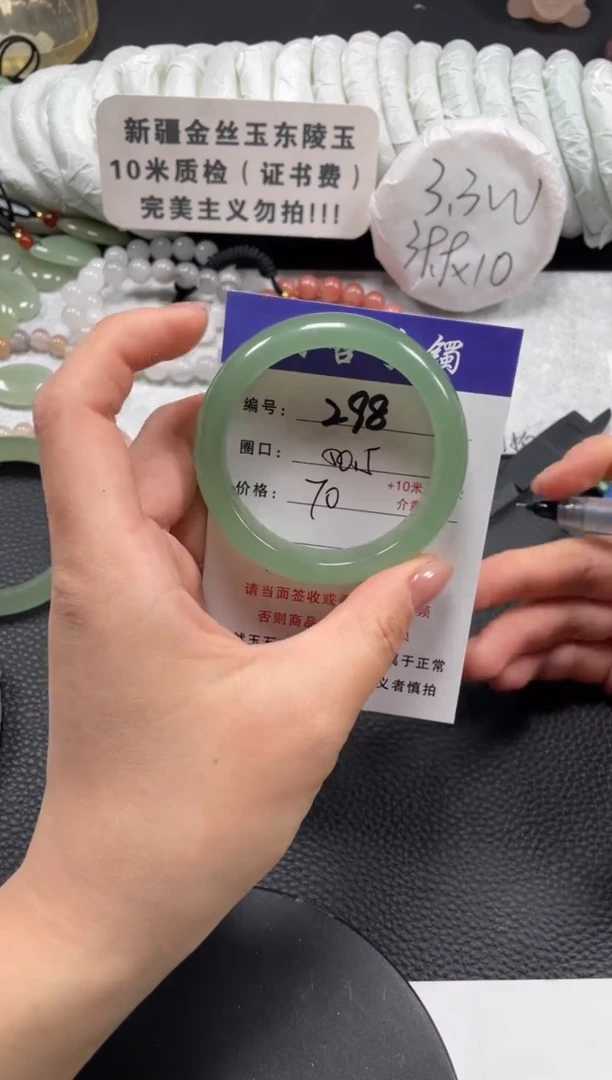 新疆金丝玉东陵玉
10米质检（证书费）
完美主义勿拍!!!
3.3W
镯
编号： 298
圈口：
价格： 70 +10米
请当面签收或
否则商品
属于正常
义者慎拍